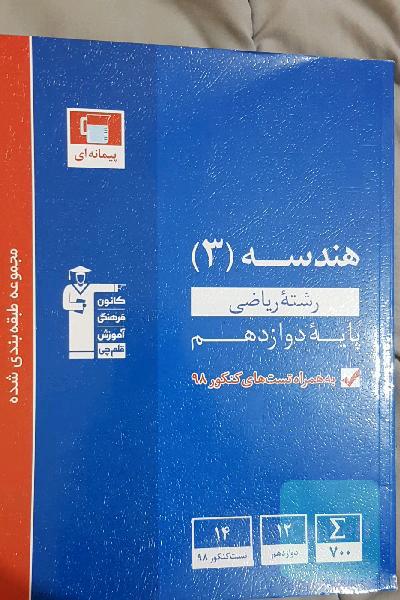 مجموعه طبقه‌بندی شده
پیمانه‌ای
هندسه (۳)
رشتهٔ ریاضی
پایهٔ دوازدهم
به همراه تست‌های کنکور ۹۸
کانون
فرهنگی
آموزش
قلم‌چی
Σ
۷۰۰
۱۲
دوازدهم
۱۴
تست کنکور ۹۸